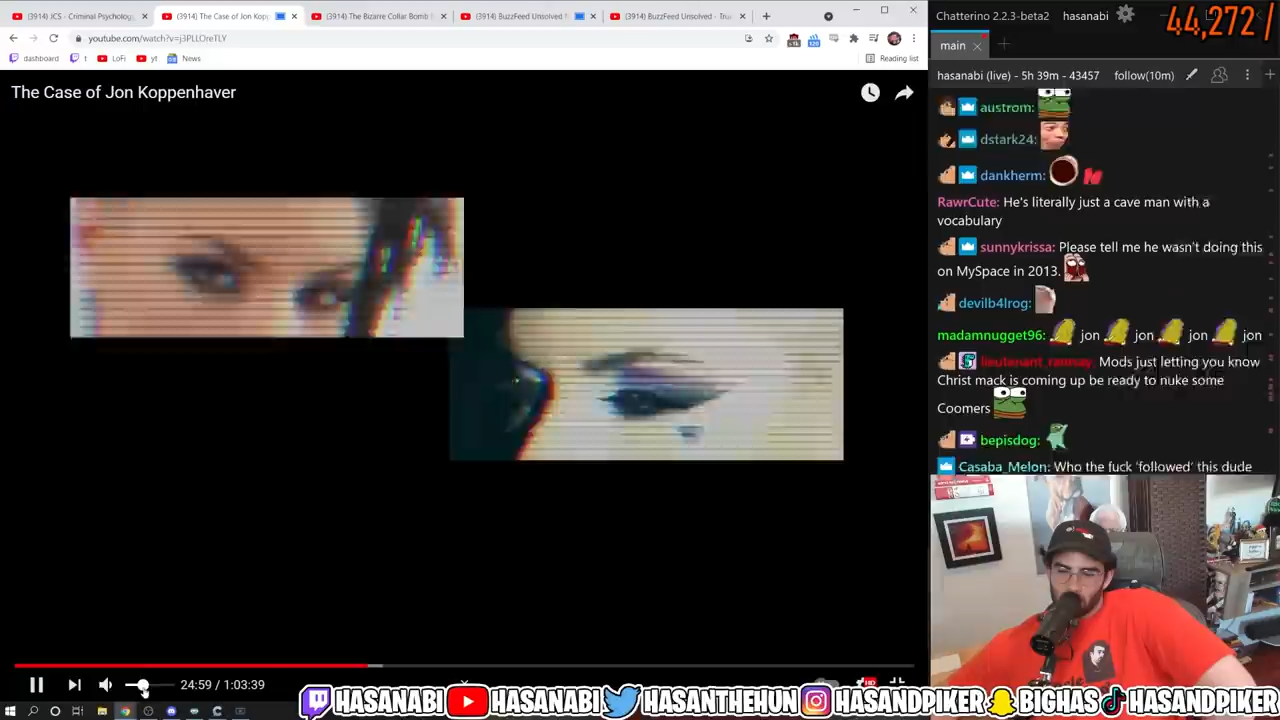 (3914) JCS - Criminal Psychology
(3914) The Case of Jon Kop
(3914) The Bizarre Collar Bomb
(3914) BuzzFeed Unsolved
(3914) BuzzFeed Unsolved - Tru
youtube.com/watch?v=j3PLLOreTLY
dashboard
1
LoFi
yt
News
Reading list
The Case of Jon Koppenhaver
24:59 / 1:03:39
HD
Chatterino 2.2.3-beta2
hasanabi
44,272 /
main
hasanabi (live) - 5h 39m - 43457
follow(10m)
austrom:
dstark24:
dankherm:
RawrCute: He's literally just a cave man with a
vocabulary
sunnykrissa: Please tell me he wasn't doing this
on MySpace in 2013.
devilb4lrog:
madamnugget96: jon jon jon jon
lieutenant_ramsay: Mods just letting you know
Christ mack is coming up be ready to nuke some
Coomers
bepisdog:
Casaba_Melon: Who the fuck 'followed' this dude
HASANABI
HASANABI
HASANTHEHUN
HASANDPIKER
BIGHAS
HASANDPIKER